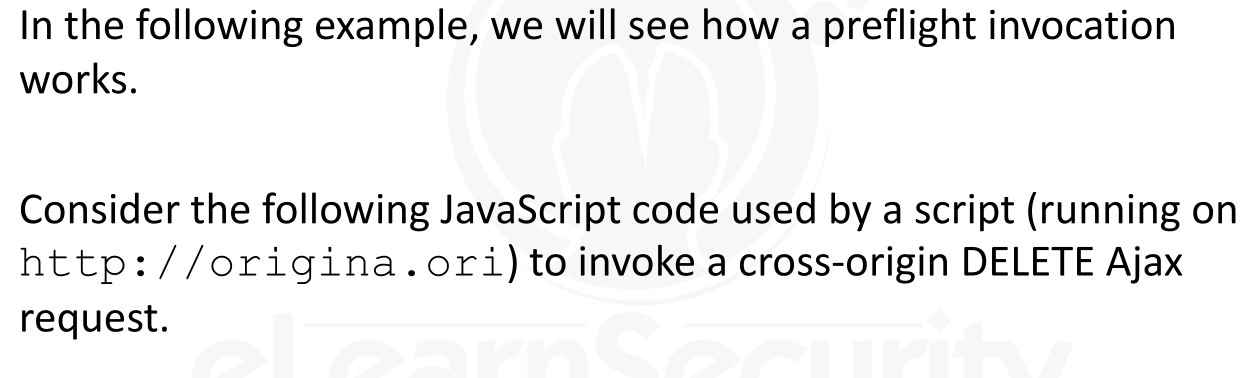 In the following example, we will see how a preflight invocation
works.
Consider the following JavaScript code used by a script (running on
http://origina.ori) to invoke a cross-origin DELETE Ajax
request.
eLearnSecurity